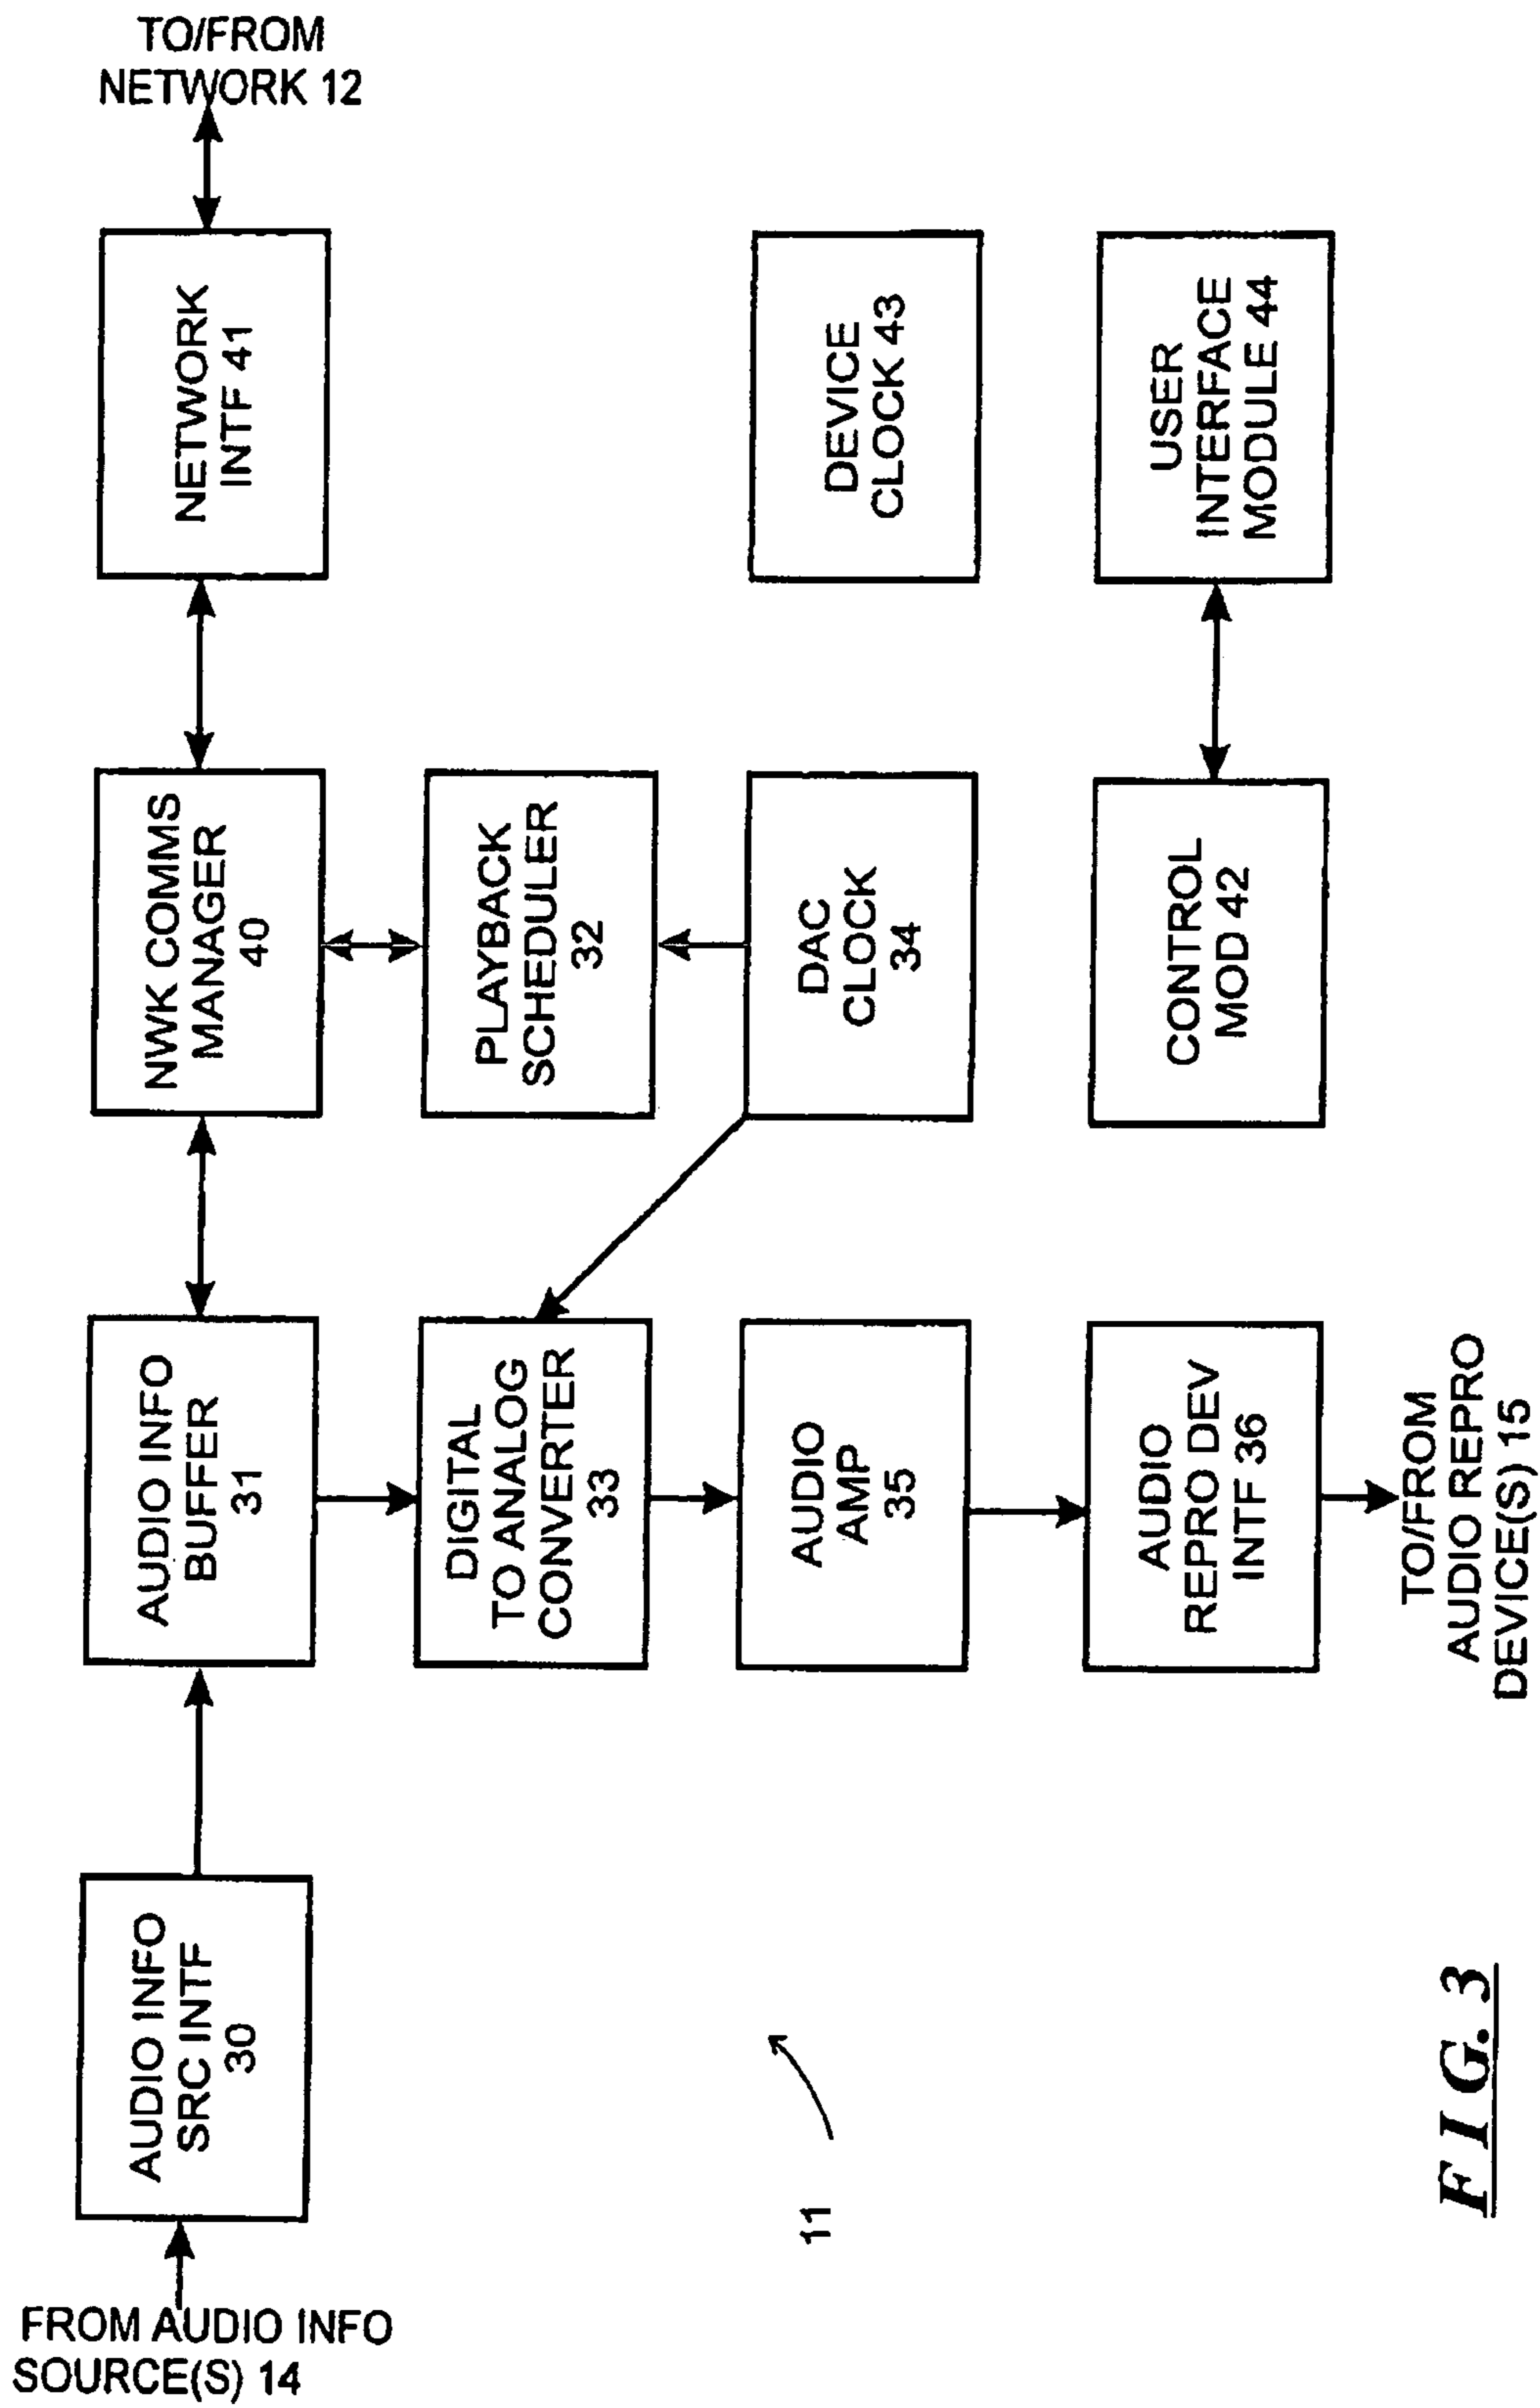 TO/FROM
NETWORK 12
NETWORK
INTF 41
DEVICE
CLOCK 43
USER
INTERFACE
MODULE 44
NWK COMMS
MANAGER
40
PLAYBACK
SCHEDULER
32
DAC
CLOCK
34
CONTROL
MOD 42
AUDIO INFO
BUFFER
31
DIGITAL
TO ANALOG
CONVERTER
33
AUDIO
AMP
35
AUDIO
REPRO DEV
INTF 36
TO/FROM
AUDIO REPRO
DEVICE(S) 15
AUDIO INFO
SRC INTF
30
11
FROM AUDIO INFO
SOURCE(S) 14
FIG. 3